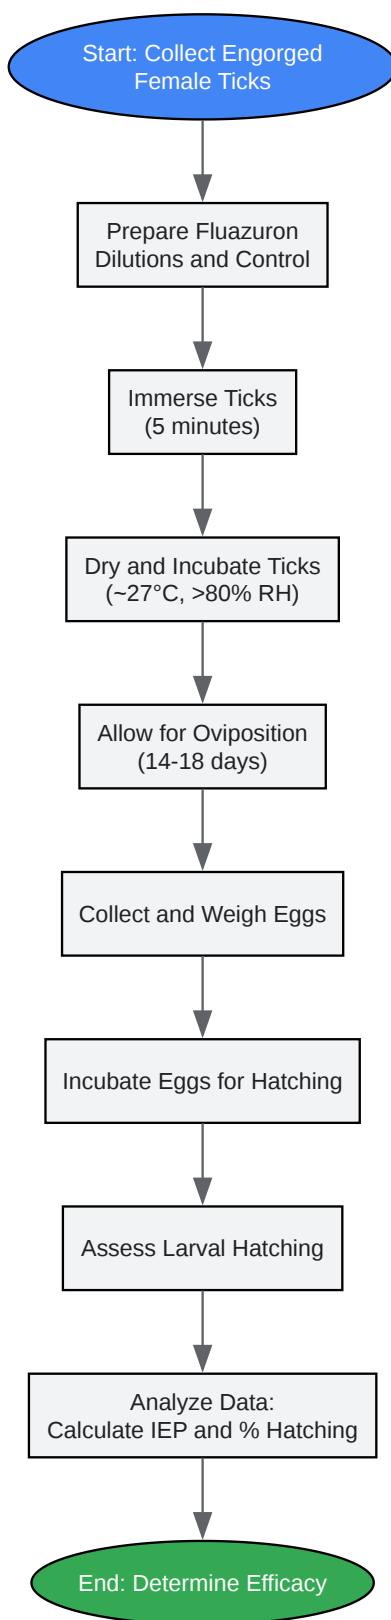 Start: Collect Engorged
Female Ticks
Prepare Fluazuron
Dilutions and Control
Immerse Ticks
(5 minutes)
Dry and Incubate Ticks
(~27°C, >80% RH)
Allow for Oviposition
(14-18 days)
Collect and Weigh Eggs
Incubate Eggs for Hatching
Assess Larval Hatching
Analyze Data:
Calculate IEP and % Hatching
End: Determine Efficacy